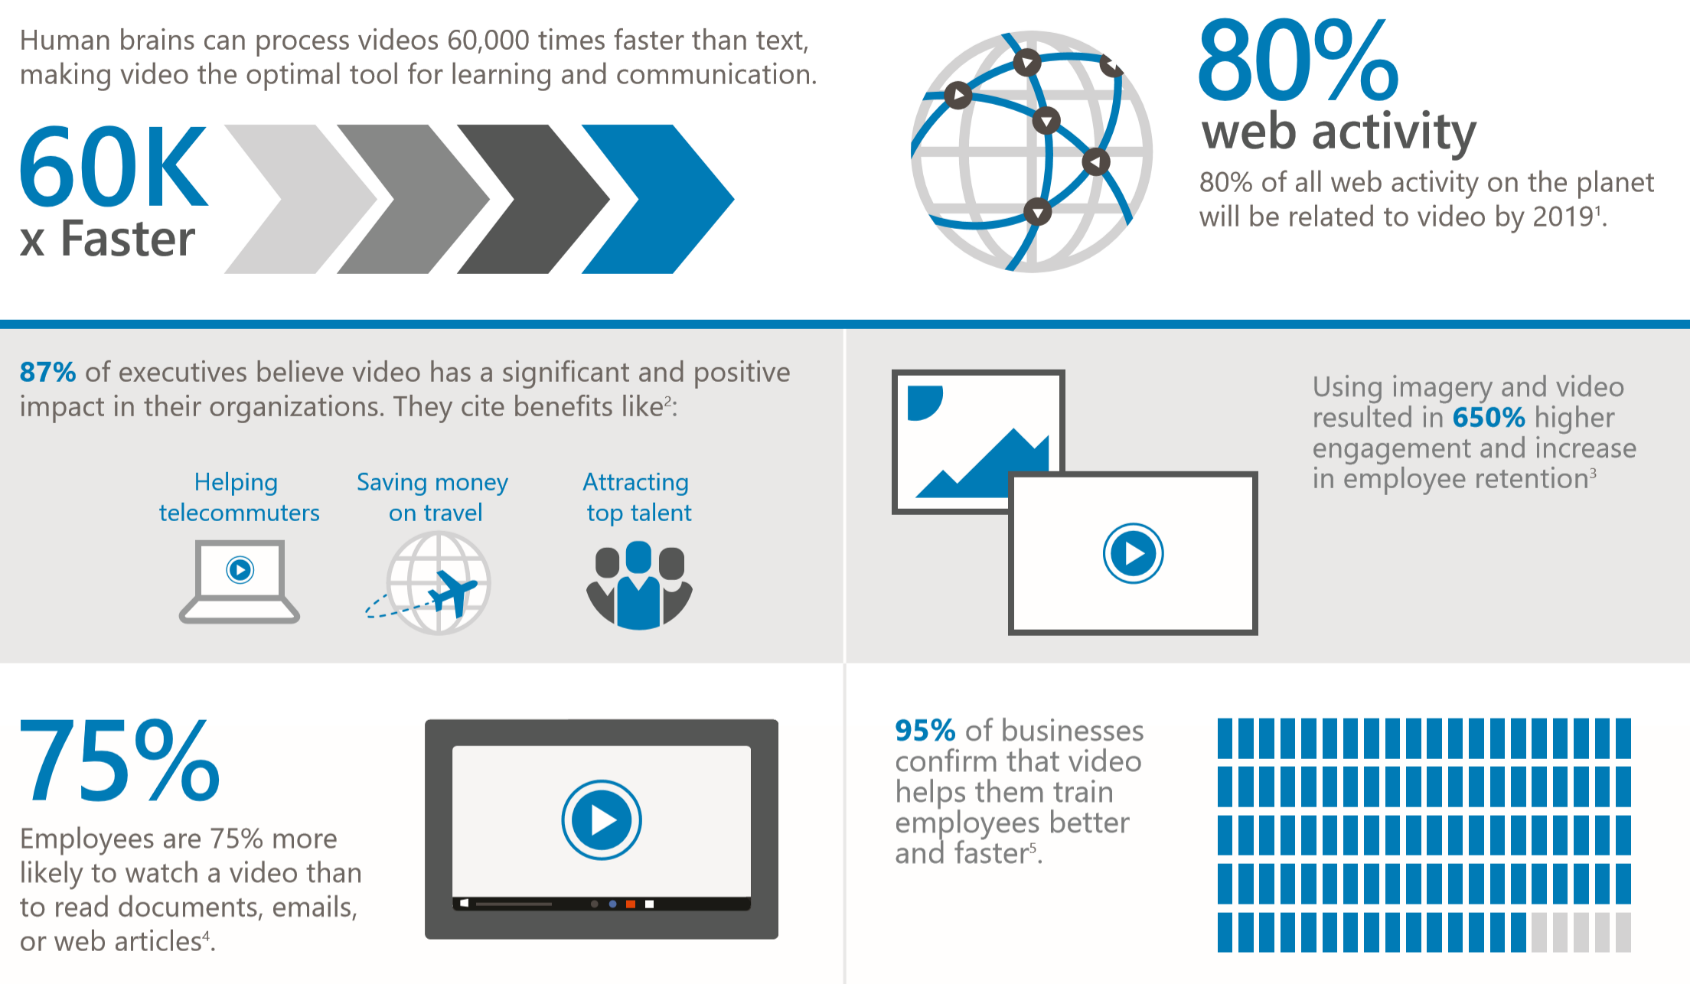 Human brains can process videos 60,000 times faster than text,
making video the optimal tool for learning and communication.
60K
x Faster
80%
web activity
80% of all web activity on the planet
will be related to video by 2019¹.
87% of executives believe video has a significant and positive
impact in their organizations. They cite benefits like²:
Helping
telecommuters
Saving money
on travel
Attracting
top talent
Using imagery and video
resulted in 650% higher
engagement and increase
in employee retention³
75%
Employees are 75% more
likely to watch a video than
to read documents, emails,
or web articles⁴.
95% of businesses
confirm that video
helps them train
employees better
and faster⁵.